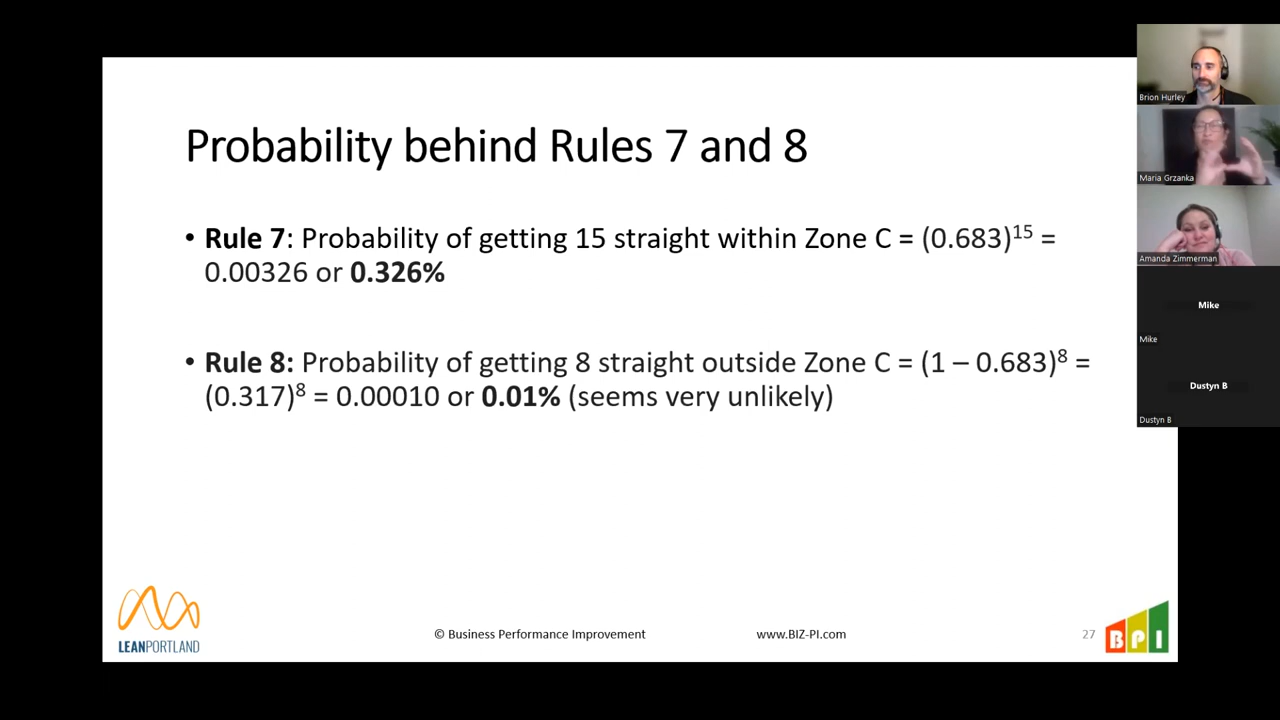 Probability behind Rules 7 and 8
• Rule 7: Probability of getting 15 straight within Zone C = (0.683)^15 =
0.00326 or 0.326%
• Rule 8: Probability of getting 8 straight outside Zone C = (1 – 0.683)^8 =
(0.317)^8 = 0.00010 or 0.01% (seems very unlikely)
LEANPORTLAND
© Business Performance Improvement
www.BIZ-PI.com
27
BPI
Brion Hurley
Maria Grzanka
Amanda Zimmerman
Mike
Mike
Dustyn B
Dustyn B